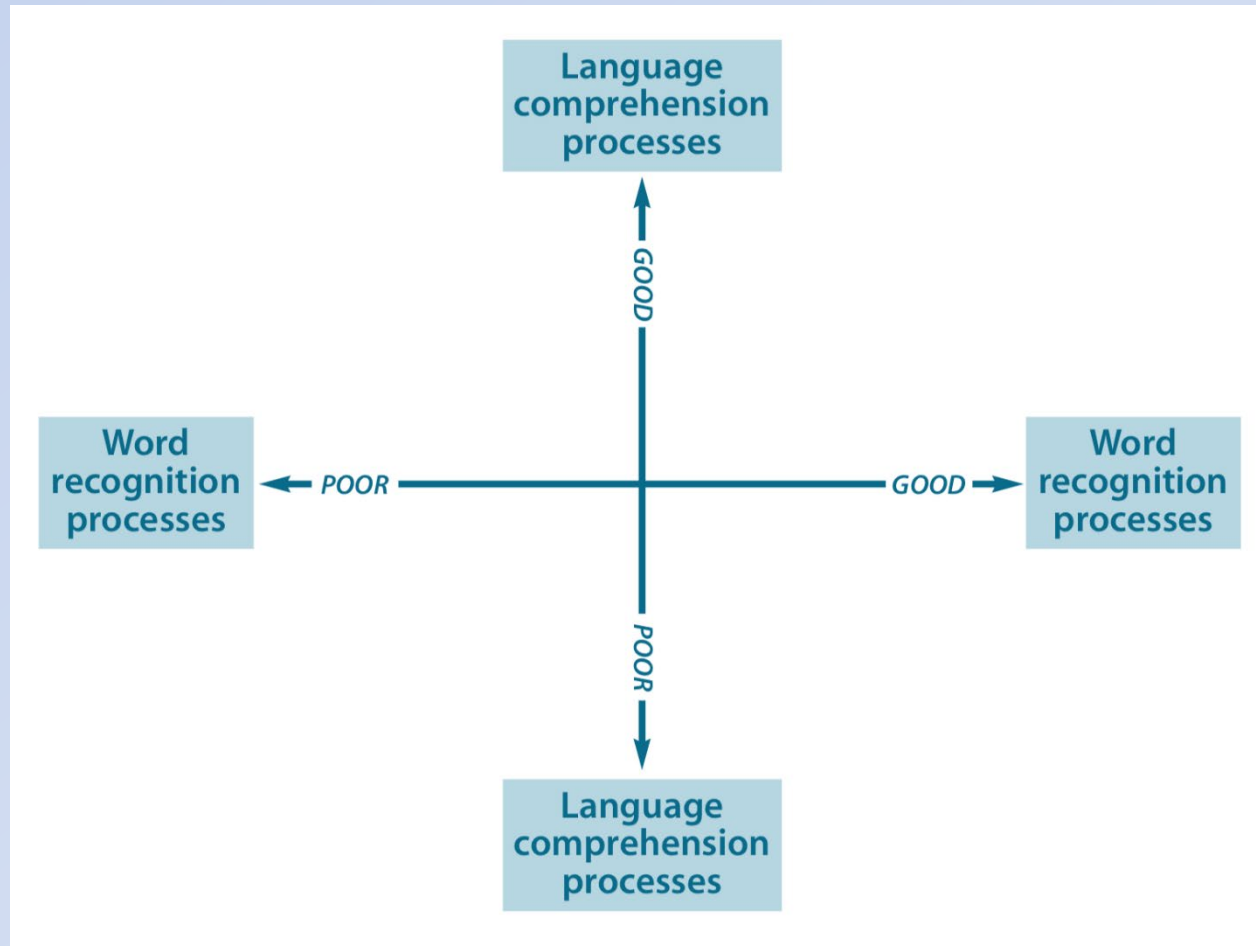 Language
comprehension
processes
GOOD
Word
recognition
processes
POOR
GOOD
Word
recognition
processes
POOR
Language
comprehension
processes